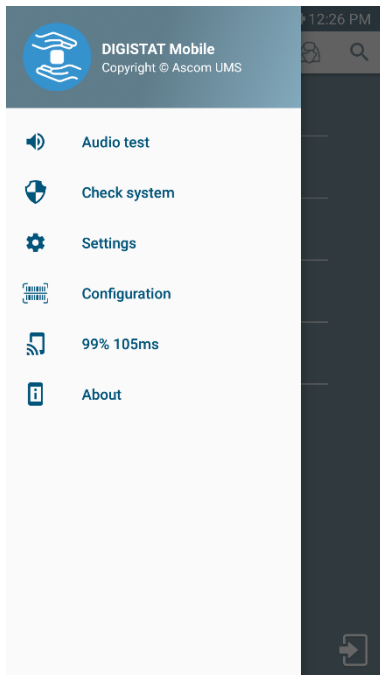 12:26 PM
DIGISTAT Mobile
Copyright © Ascom UMS
Audio test
Check system
Settings
Configuration
99% 105ms
About